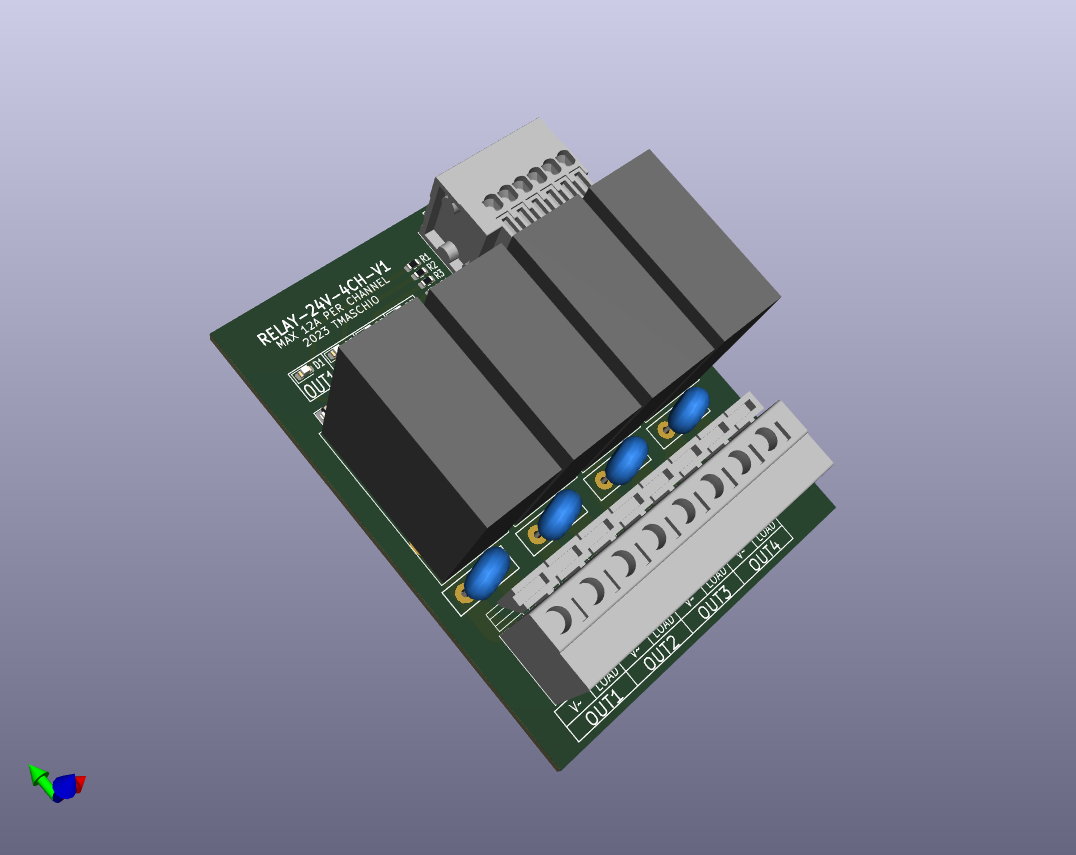 RELAY-24V-4CH-V1
MAX 12A PER CHANNEL
2023 TMASCHIO
R1
R2
R3
D1
OUT1
V~ LOAD V~ LOAD V~ LOAD V~ LOAD
OUT1 OUT2 OUT3 OUT4